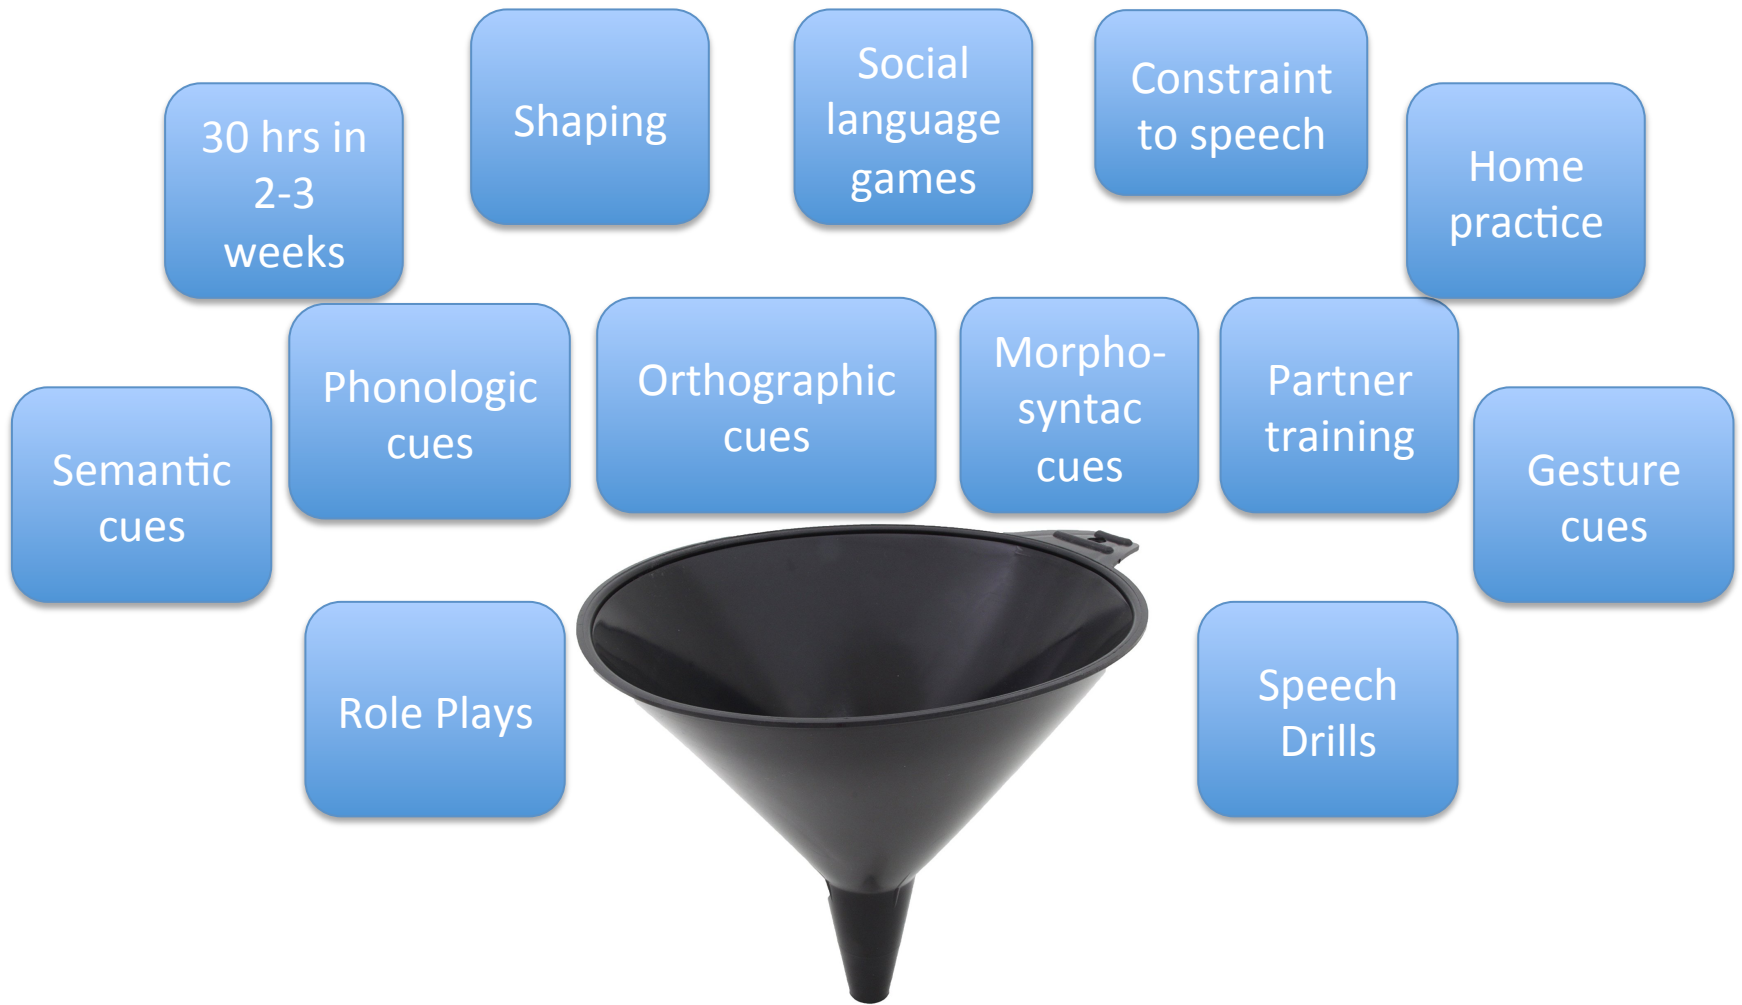 30 hrs in
2-3
weeks
Shaping
Social
language
games
Constraint
to speech
Home
practice
Semantic
cues
Phonologic
cues
Orthographic
cues
Morpho-
syntac
cues
Partner
training
Gesture
cues
Role Plays
Speech
Drills